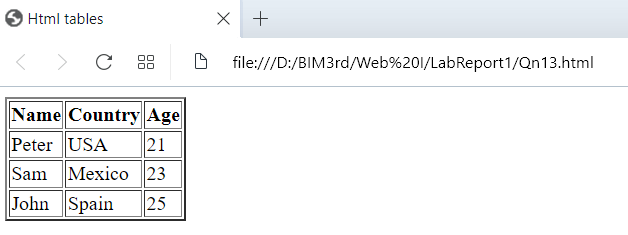 Html tables
file:///D:/BIM3rd/Web%20I/LabReport1/Qn13.html
Name Country Age
Peter USA 21
Sam Mexico 23
John Spain 25